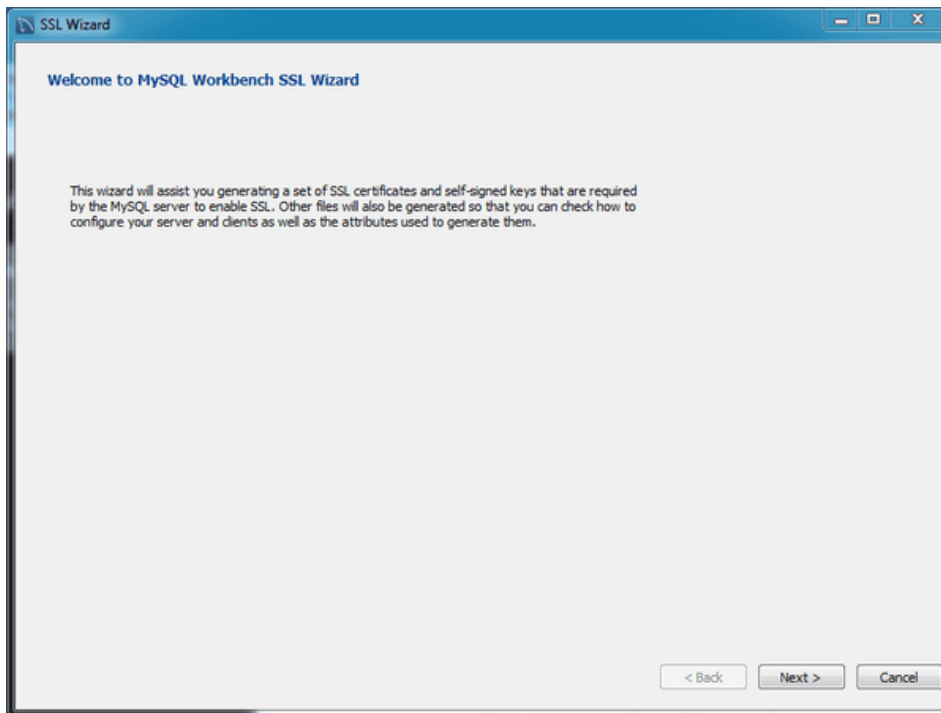 SSL Wizard
Welcome to MySQL Workbench SSL Wizard
This wizard will assist you generating a set of SSL certificates and self-signed keys that are required
by the MySQL server to enable SSL. Other files will also be generated so that you can check how to
configure your server and clients as well as the attributes used to generate them.
< Back Next > Cancel